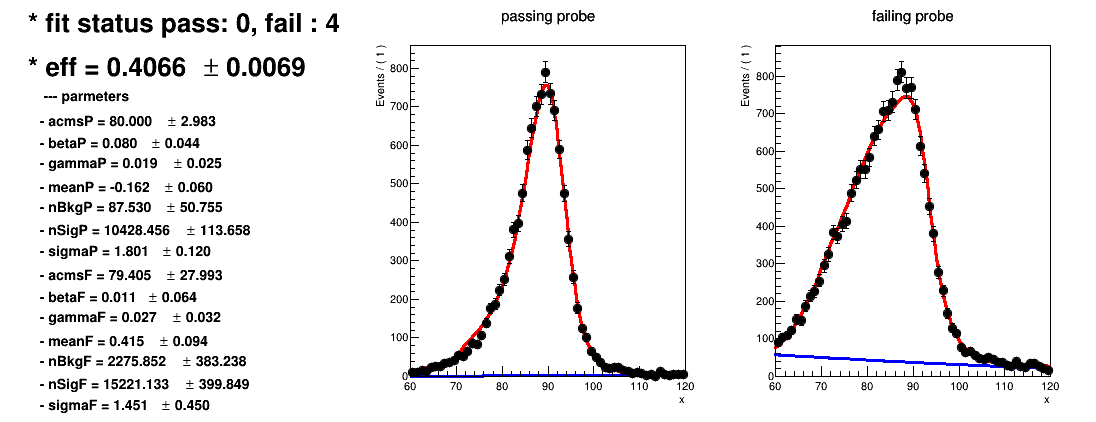 * fit status pass: 0, fail : 4
* eff = 0.4066 ± 0.0069
--- parmeters
- acmsP = 80.000 ± 2.983
- betaP = 0.080 ± 0.044
- gammaP = 0.019 ± 0.025
- meanP = -0.162 ± 0.060
- nBkgP = 87.530 ± 50.755
- nSigP = 10428.456 ± 113.658
- sigmaP = 1.801 ± 0.120
- acmsF = 79.405 ± 27.993
- betaF = 0.011 ± 0.064
- gammaF = 0.027 ± 0.032
- meanF = 0.415 ± 0.094
- nBkgF = 2275.852 ± 383.238
- nSigF = 15221.133 ± 399.849
- sigmaF = 1.451 ± 0.450
passing probe
Events / ( 1 )
800
700
600
500
400
300
200
100
0
60 70 80 90 100 110 120
x
failing probe
Events / ( 1 )
800
700
600
500
400
300
200
100
0
60 70 80 90 100 110 120
x